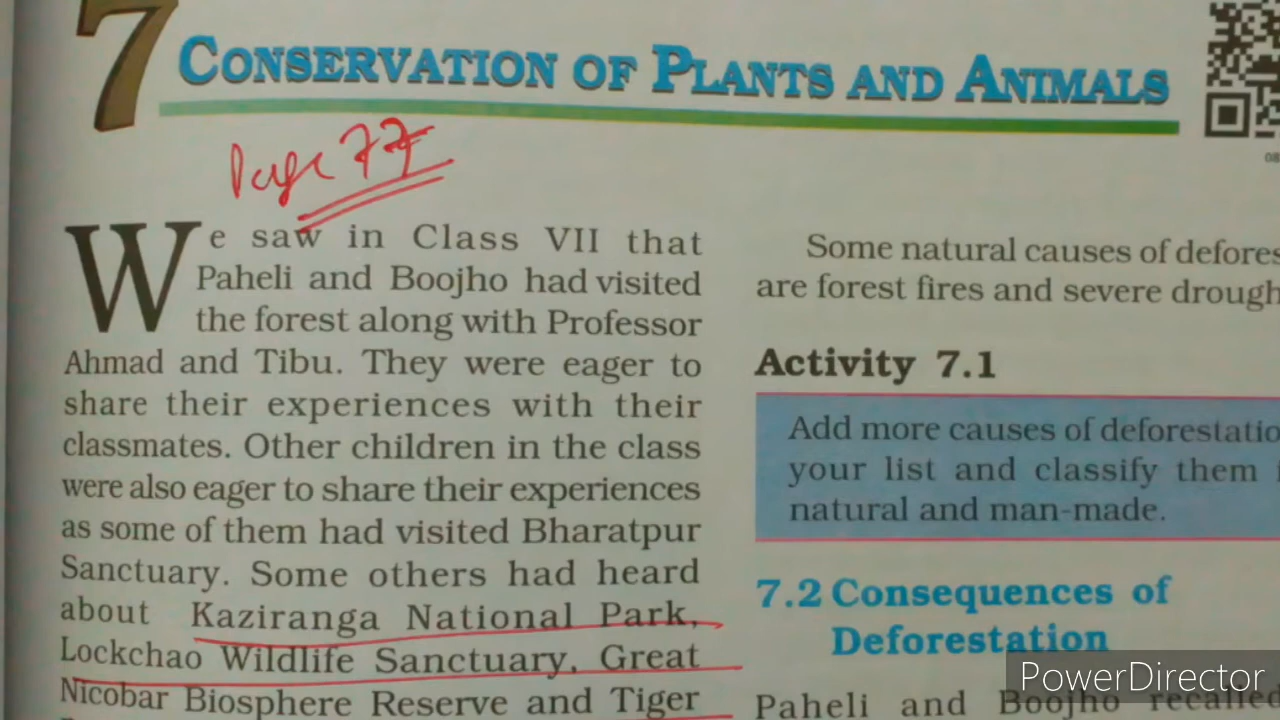 7 CONSERVATION OF PLANTS AND ANIMALS
Page 77
We saw in Class VII that
Paheli and Boojho had visited
the forest along with Professor
Ahmad and Tibu. They were eager to
share their experiences with their
classmates. Other children in the class
were also eager to share their experiences
as some of them had visited Bharatpur
Sanctuary. Some others had heard
about Kaziranga National Park,
Lockchao Wildlife Sanctuary, Great
Nicobar Biosphere Reserve and Tiger
Some natural causes of defores
are forest fires and severe drough
Activity 7.1
Add more causes of deforestatio
your list and classify them
natural and man-made.
7.2 Consequences of
Deforestation
Paheli and Boojho recalled
PowerDirector